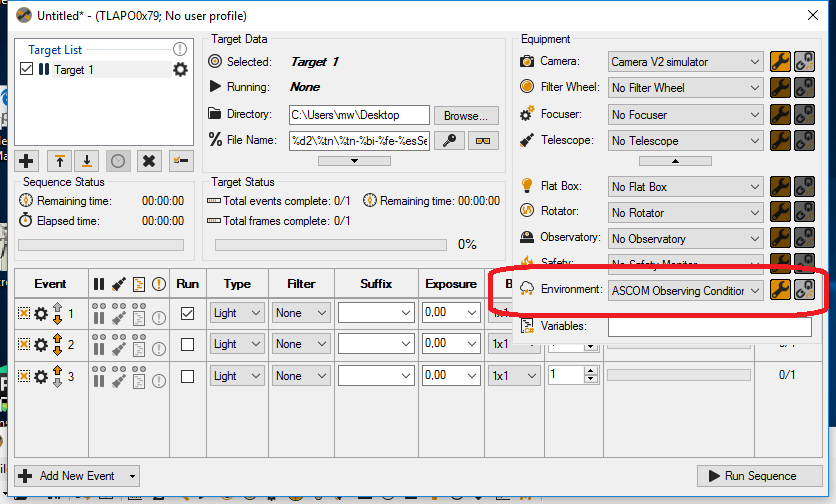 Untitled* - (TLAPO0x79; No user profile)
Target List
Target 1
Target Data
Selected: Target 1
Running: None
Directory: C:\Users\mw\Desktop Browse...
File Name: %d2\%tn\%tn-%bi-%fe-%esSe
Sequence Status
Remaining time: 00:00:00
Elapsed time: 00:00:00
Target Status
Total events complete: 0/1 Remaining time: 00:00:00
Total frames complete: 0/1
0%
Equipment
Camera: Camera V2 simulator
Filter Wheel: No Filter Wheel
Focuser: No Focuser
Telescope: No Telescope
Flat Box: No Flat Box
Rotator: No Rotator
Observatory: No Observatory
Safety: No Safety Monitor
Environment: ASCOM Observing Condition
Variables:
Event Run Type Filter Suffix Exposure B
1 Light None 0,00 1x1
2 Light None 0,00 1x1 0/1
3 Light None 0,00 1x1 1 0/1
Add New Event Run Sequence